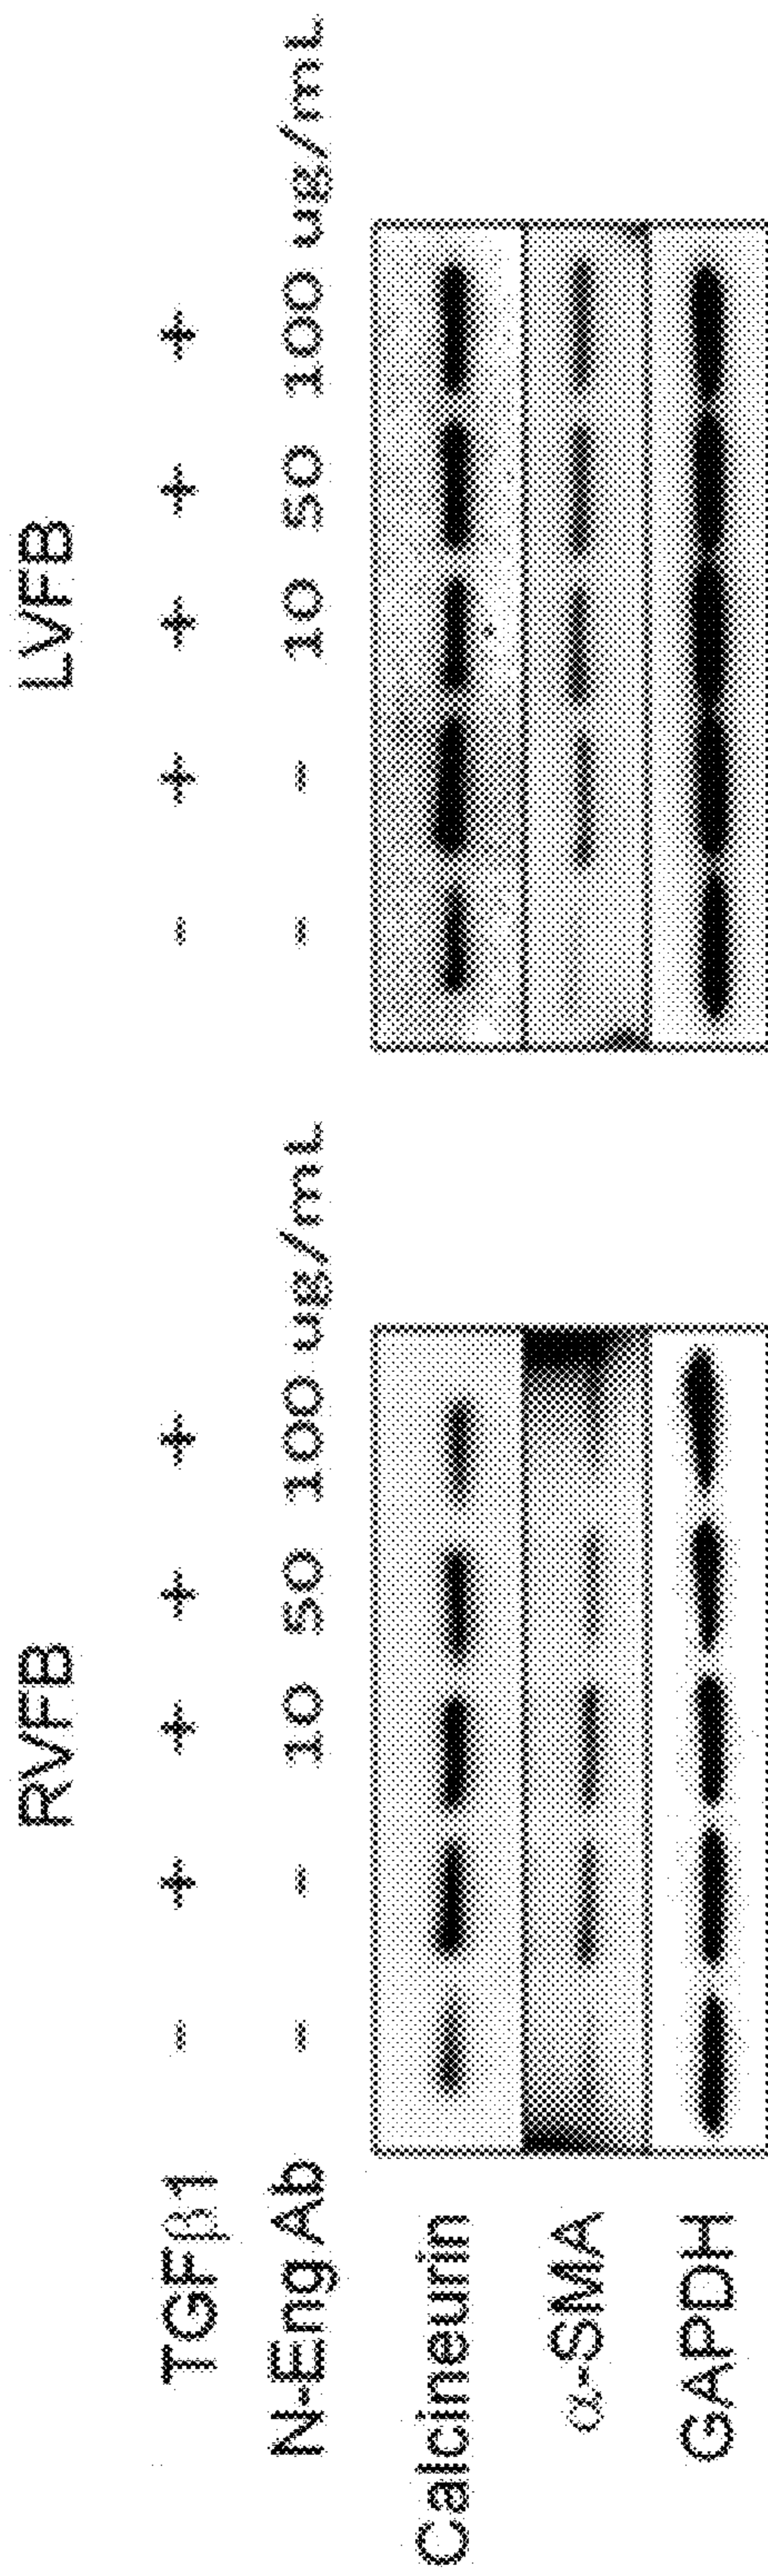 RVFB LVFB
TGFβ1 - + + + + - + + + +
N-Eng Ab - - 10 50 100 ug/mL - - 10 50 100 ug/mL
Calcineurin
α-SMA
GAPDH